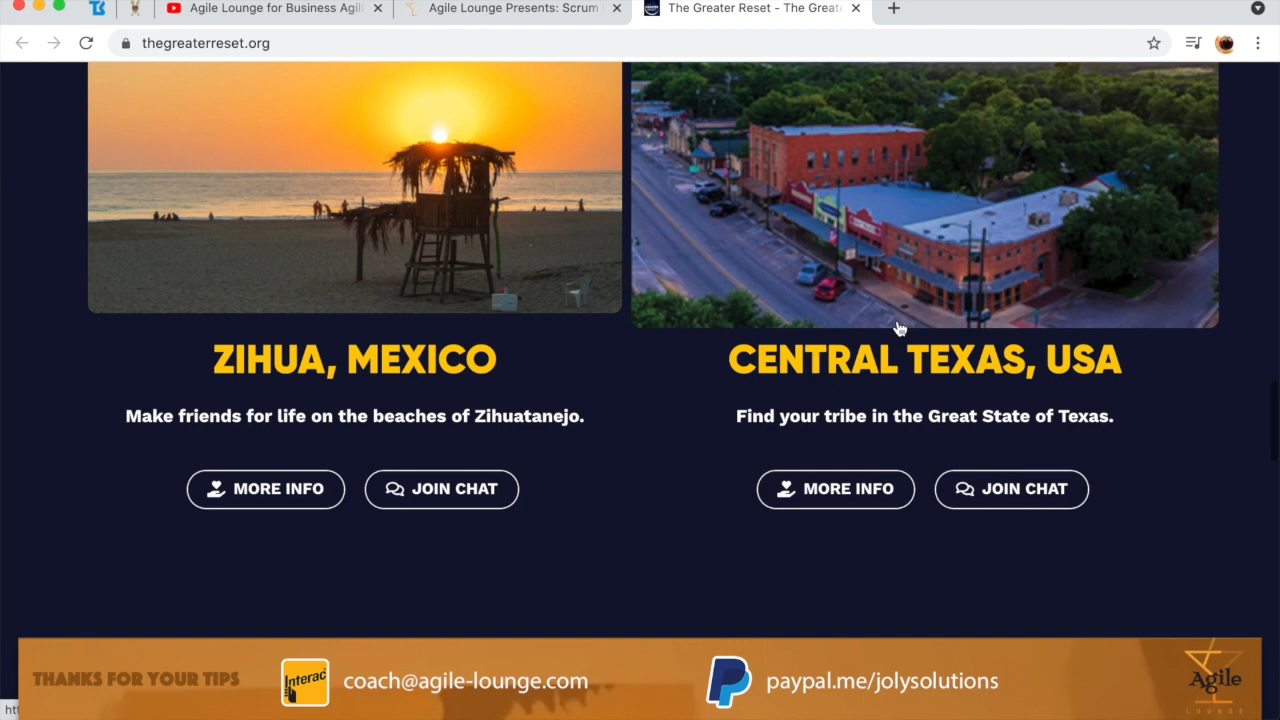 Agile Lounge for Business Agili
Agile Lounge Presents: Scrum
The Greater Reset - The Greate
thegreaterreset.org
ZIHUA, MEXICO
CENTRAL TEXAS, USA
Make friends for life on the beaches of Zihuatanejo.
Find your tribe in the Great State of Texas.
MORE INFO
JOIN CHAT
MORE INFO
JOIN CHAT
THANKS FOR YOUR TIPS
Interac
coach@agile-lounge.com
paypal.me/jolysolutions
Agile
LOUNGE